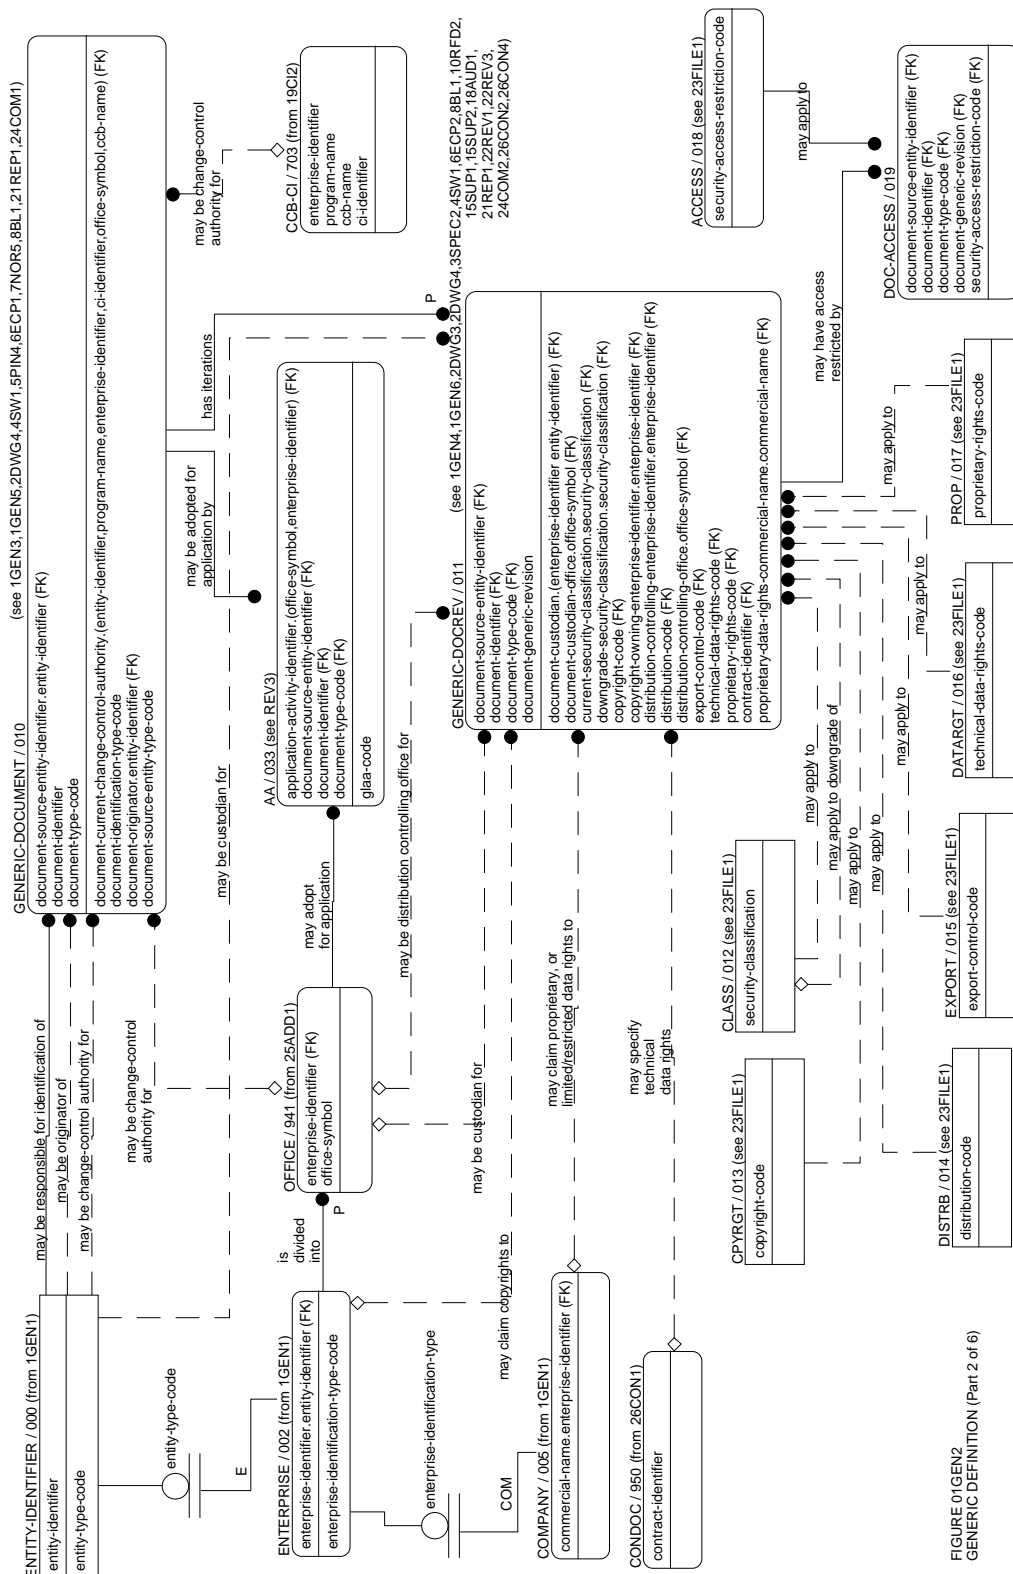 ENTITY-IDENTIFIER / 000 (from 1GEN1)
entity-identifier
entity-type-code
entity-type-code
E
ENTERPRISE / 002 (from 1GEN1)
enterprise-identifier.entity-identifier (FK)
enterprise-identification-type-code
enterprise-identification-type
COM
COMPANY / 005 (from 1GEN1)
commercial-name.enterprise-identifier (FK)
CONDOC / 950 (from 26CON1)
contract-identifier
FIGURE 01GEN2
GENERIC DEFINITION (Part 2 of 6)
may be responsible for identification of
may be originator of
may be change-control authority for
may be change-control
authority for
is
divided
into
P
OFFICE / 941 (from 25ADD1)
enterprise-identifier (FK)
office-symbol
may be custodian for
may claim copyrights to
may claim proprietary, or
limited/restricted data rights to
may specify
technical
data rights
CPYRGT / 013 (see 23FILE1)
copyright-code
DISTRB / 014 (see 23FILE1)
distribution-code
GENERIC-DOCUMENT / 010
(see 1GEN3,1GEN5,2DWG4,4SW1,5PIN4,6ECP1,7NOR5,8BL1,21REP1,24COM1)
document-source-entity-identifier.entity-identifier (FK)
document-identifier
document-type-code
document-current-change-control-authority.(entity-identifier,program-name,enterprise-identifier,ci-identifier,office-symbol,ccb-name) (FK)
document-identification-type-code
document-originator.entity-identifier (FK)
document-source-entity-type-code
may be custodian for
may be adopted for
application by
has iterations
P
may be change-control
authority for
CCB-CI / 703 (from 19CI2)
enterprise-identifier
program-name
ccb-name
ci-identifier
AA / 033 (see REV3)
application-activity-identifier.(office-symbol,enterprise-identifier) (FK)
document-source-entity-identifier (FK)
document-identifier (FK)
document-type-code (FK)
glaa-code
may adopt
for application
may be distribution controlling office for
GENERIC-DOCREV / 011
(see 1GEN4,1GEN6,2DWG3,2DWG4,3SPEC2,4SW1,6ECP2,8BL1,10RFD2,
15SUP1,15SUP2,18AUD1,
21REP1,22REV1,22REV3,
24COM2,26CON2,26CON4)
document-source-entity-identifier (FK)
document-identifier (FK)
document-type-code (FK)
document-generic-revision
document-custodian.(enterprise-identifier entity-identifier) (FK)
document-custodian-office.office-symbol (FK)
current-security-classification.security-classification (FK)
downgrade-security-classification.security-classification (FK)
copyright-code (FK)
copyright-owning-enterprise-identifier.enterprise-identifier (FK)
distribution-controlling-enterprise-identifier.enterprise-identifier (FK)
distribution-code (FK)
distribution-controlling-office.office-symbol (FK)
export-control-code (FK)
technical-data-rights-code (FK)
proprietary-rights-code (FK)
contract-identifier (FK)
proprietary-data-rights-commercial-name.commercial-name (FK)
CLASS / 012 (see 23FILE1)
security-classification
may apply to
may apply to downgrade of
may apply to
may apply to
EXPORT / 015 (see 23FILE1)
export-control-code
may apply to
DATARGT / 016 (see 23FILE1)
technical-data-rights-code
may apply to
PROP / 017 (see 23FILE1)
proprietary-rights-code
may apply to
may have access
restricted by
ACCESS / 018 (see 23FILE1)
security-access-restriction-code
may apply to
DOC-ACCESS / 019
document-source-entity-identifier (FK)
document-identifier (FK)
document-type-code (FK)
document-generic-revision (FK)
security-access-restriction-code (FK)